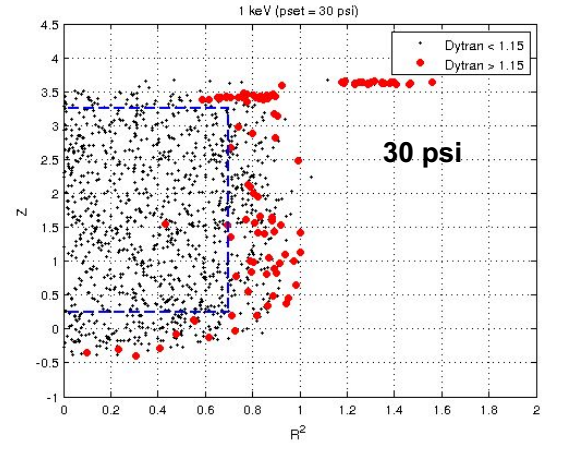 1 keV (pset = 30 psi)
Dytran < 1.15
Dytran > 1.15
30 psi
4.5
4
3.5
3
2.5
2
1.5
1
0.5
0
-0.5
-1
Z
0 0.2 0.4 0.6 0.8 1 1.2 1.4 1.6 1.8 2
R²